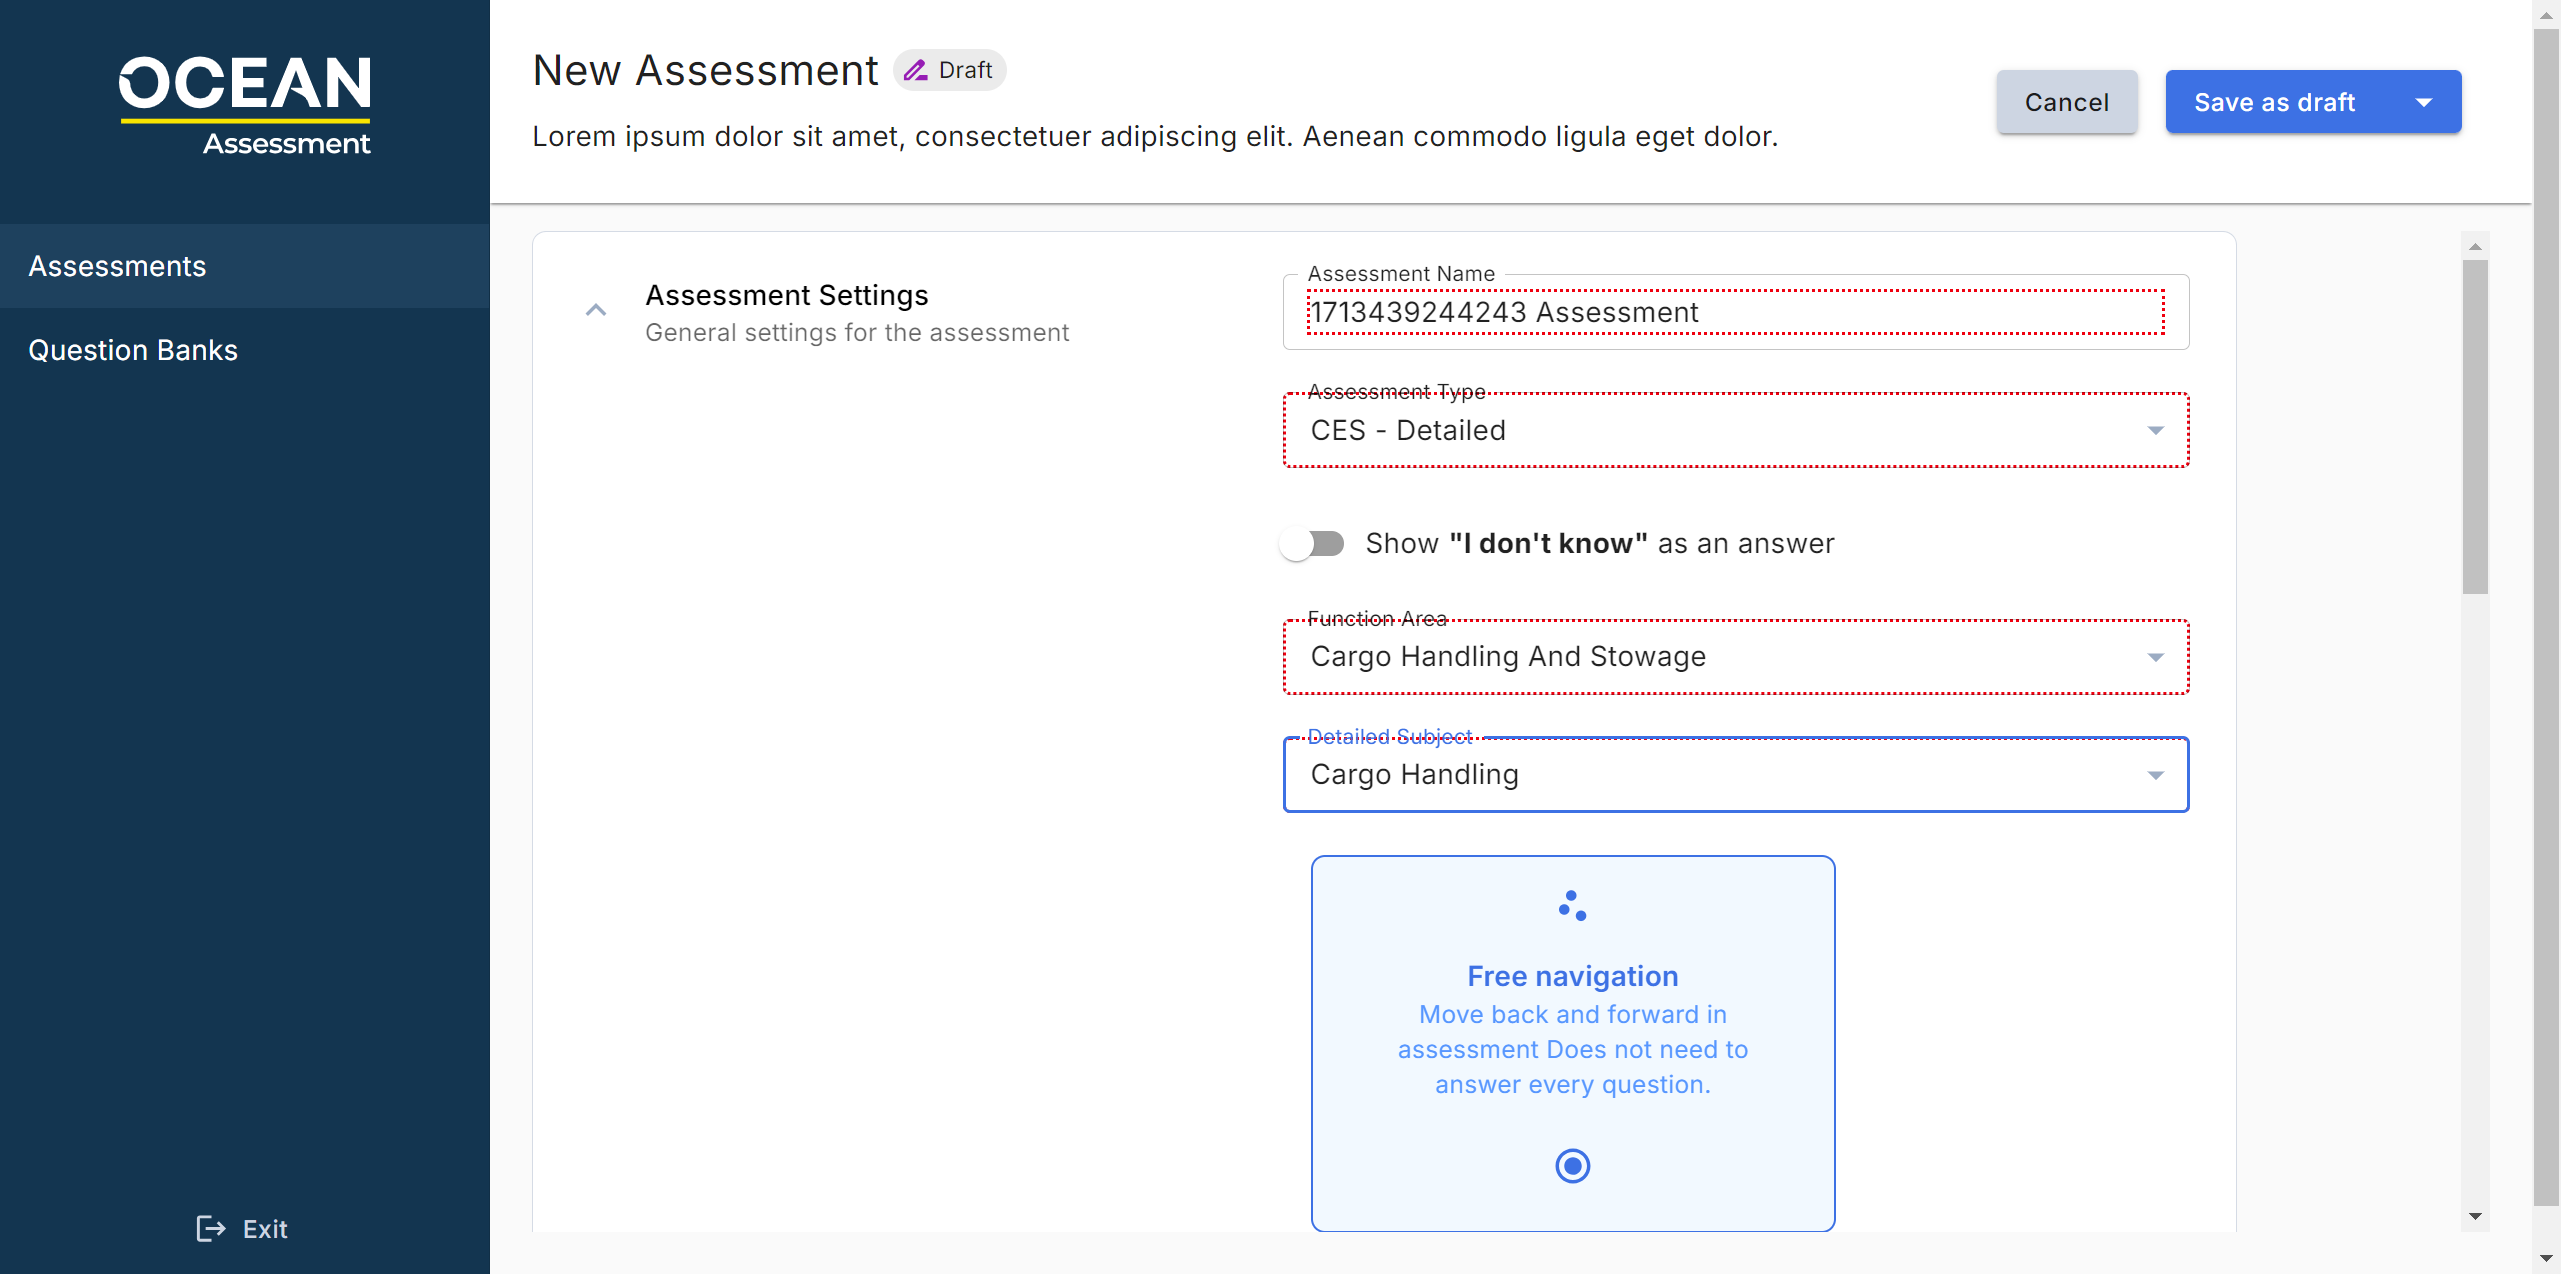 OCEAN
Assessment
Assessments
Question Banks
Exit
New Assessment
Draft
Lorem ipsum dolor sit amet, consectetuer adipiscing elit. Aenean commodo ligula eget dolor.
Cancel
Save as draft
Assessment Settings
General settings for the assessment
Assessment Name
1713439244243 Assessment
Assessment Type
CES - Detailed
Show "I don't know" as an answer
Function Area
Cargo Handling And Stowage
Detailed Subject
Cargo Handling
Free navigation
Move back and forward in
assessment Does not need to
answer every question.